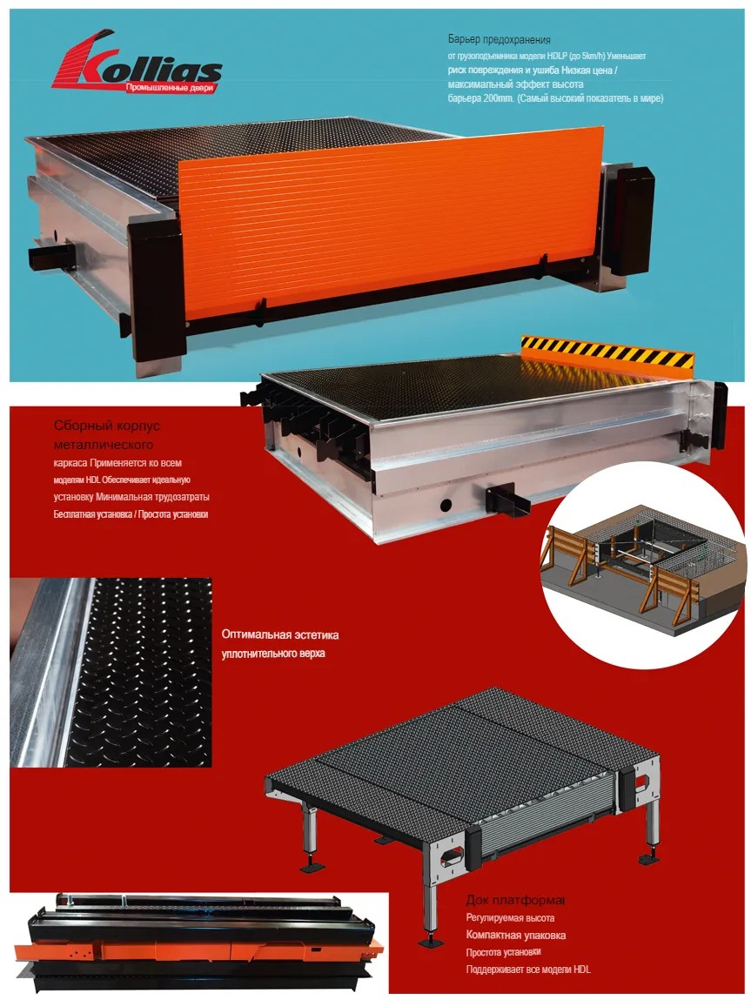 Kollias
Промышленные двери
Барьер предохранения
от грузоподъемника модели HDLP (до 5km/h) Уменьшает
риск повреждения и ушиба Низкая цена /
максимальный эффект высота
барьера 200mm. (Самый высокий показатель в мире)
Сборный корпус
металлического
каркаса Применяется ко всем
моделям HDL Обеспечивает идеальную
установку Минимальная трудозатраты
Бесплатная установка / Простота установки
Оптимальная эстетика
уплотнительного верха
Док платформаі
Регулируемая высота
Компактная упаковка
Простота установки
Поддерживает все модели HDL